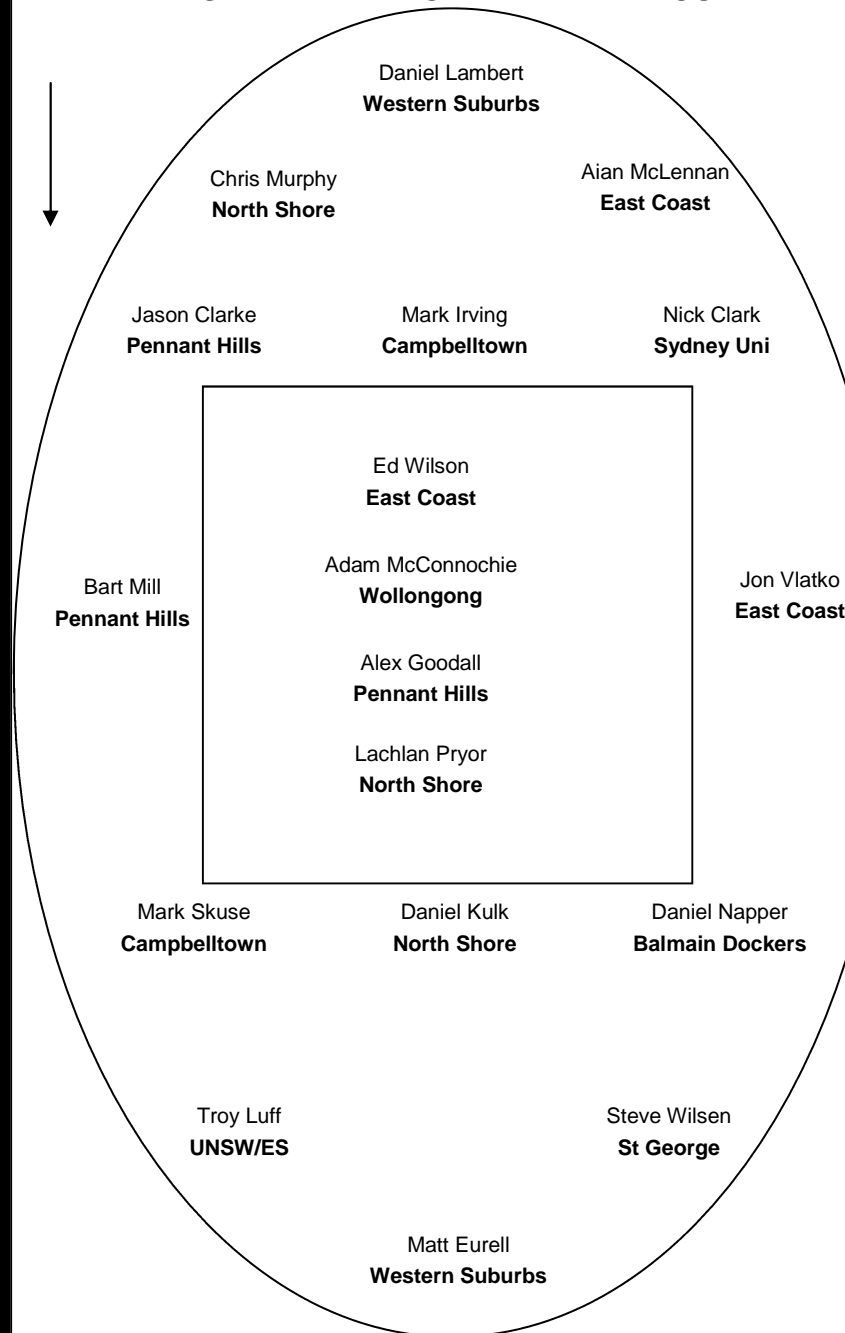 Daniel Lambert
Western Suburbs
Chris Murphy
North Shore
Aian McLennan
East Coast
Jason Clarke
Pennant Hills
Mark Irving
Campbelltown
Nick Clark
Sydney Uni
Ed Wilson
East Coast
Adam McConnochie
Wollongong
Bart Mill
Pennant Hills
Jon Vlatko
East Coast
Alex Goodall
Pennant Hills
Lachlan Pryor
North Shore
Mark Skuse
Campbelltown
Daniel Kulk
North Shore
Daniel Napper
Balmain Dockers
Troy Luff
UNSW/ES
Steve Wilsen
St George
Matt Eurell
Western Suburbs